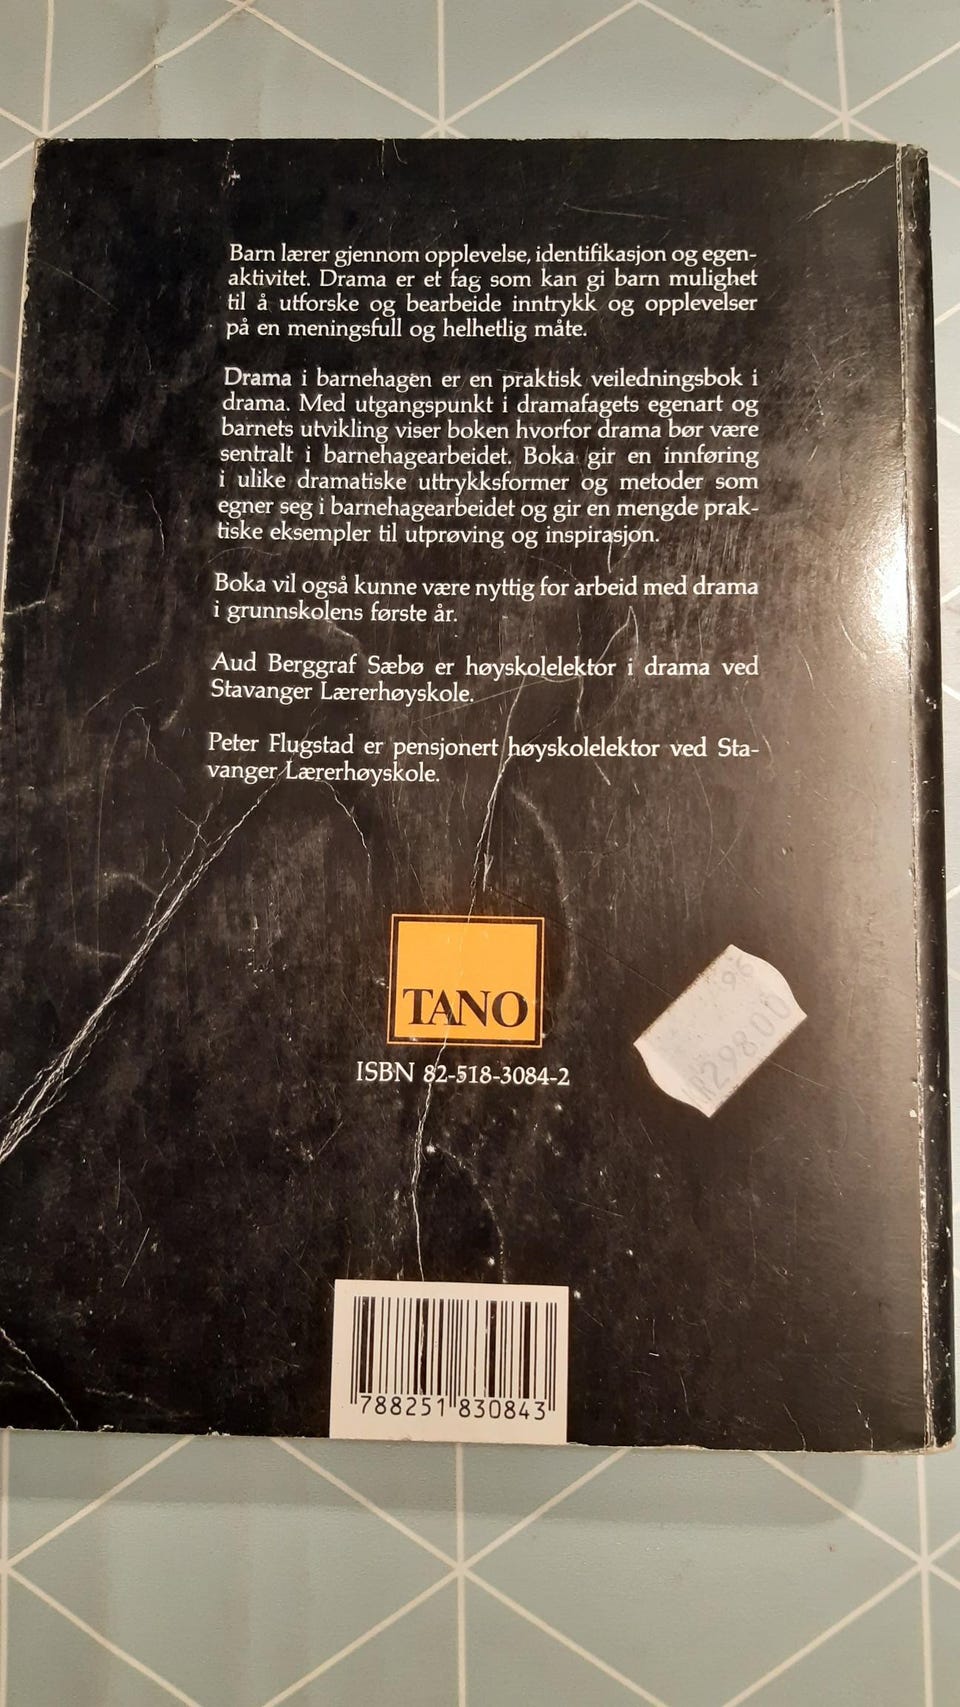 Barn lærer gjennom opplevelse, identifikasjon og egen-
aktivitet. Drama er et fag som kan gi barn mulighet
til å utforske og bearbeide inntrykk og opplevelser
på en meningsfull og helhetlig måte.
Drama i barnehagen er en praktisk veiledningsbok i
drama. Med utgangspunkt i dramafagets egenart og
barnets utvikling viser boken hvorfor drama bør være
sentralt i barnehagearbeidet. Boka gir en innføring
i ulike dramatiske uttrykksformer og metoder som
egner seg i barnehagearbeidet og gir en mengde prak-
tiske eksempler til utprøving og inspirasjon.
Boka vil også kunne være nyttig for arbeid med drama
i grunnskolens første år.
Aud Berggraf Sæbø er høyskolelektor i drama ved
Stavanger Lærerhøyskole.
Peter Flugstad er pensjonert høyskolelektor ved Sta-
vanger Lærerhøyskole.
TANO
ISBN 82-518-3084-2
96
298.00
788251 830843